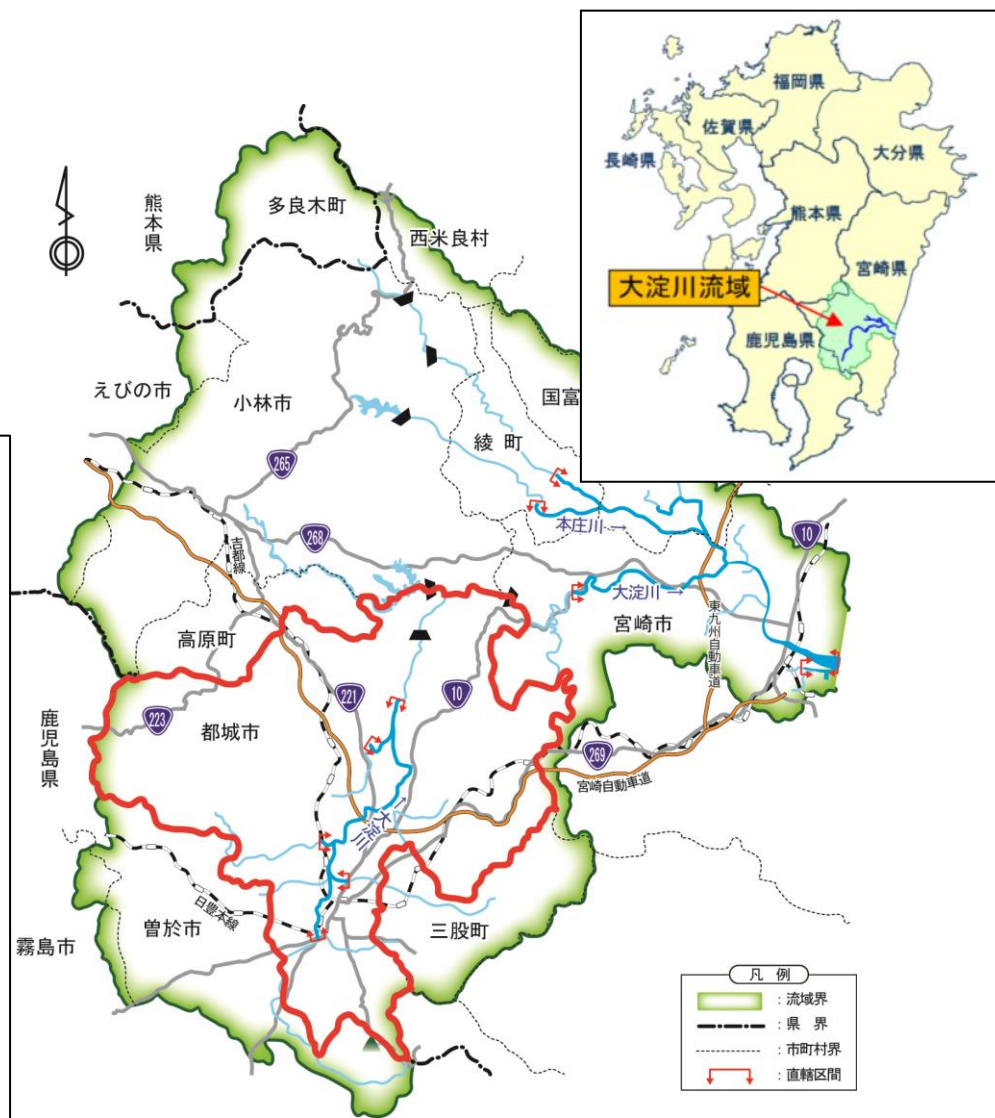 福岡県
佐賀県
長崎県
大分県
熊本県
宮崎県
大淀川流域
鹿児島県
熊本県
多良木町
西米良村
えびの市
小林市
国富
綾町
265
本庄川→
10
268
吉都線
大淀川→
宮崎市
東九州自動車道
高原町
221
10
223
都城市
鹿児島県
269
宮崎自動車道
大淀川→
曽於市
日豊本線
三股町
霧島市
凡例
：流域界
：県界
：市町村界
：直轄区間